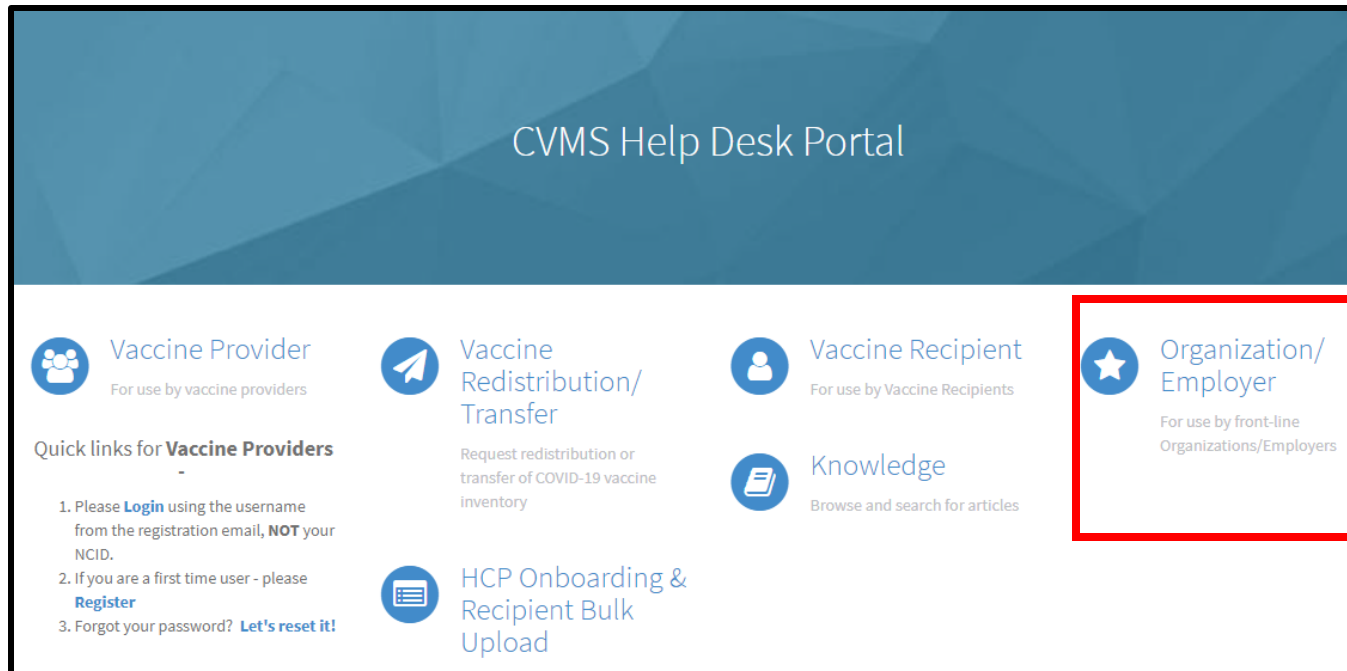 CVMS Help Desk Portal
Vaccine Provider
For use by vaccine providers
Quick links for Vaccine Providers
-
1. Please Login using the username
from the registration email, NOT your
NCID.
2. If you are a first time user - please
Register
3. Forgot your password? Let's reset it!
Vaccine
Redistribution/
Transfer
Request redistribution or
transfer of COVID-19 vaccine
inventory
HCP Onboarding &
Recipient Bulk
Upload
Vaccine Recipient
For use by Vaccine Recipients
Knowledge
Browse and search for articles
Organization/
Employer
For use by front-line
Organizations/Employers